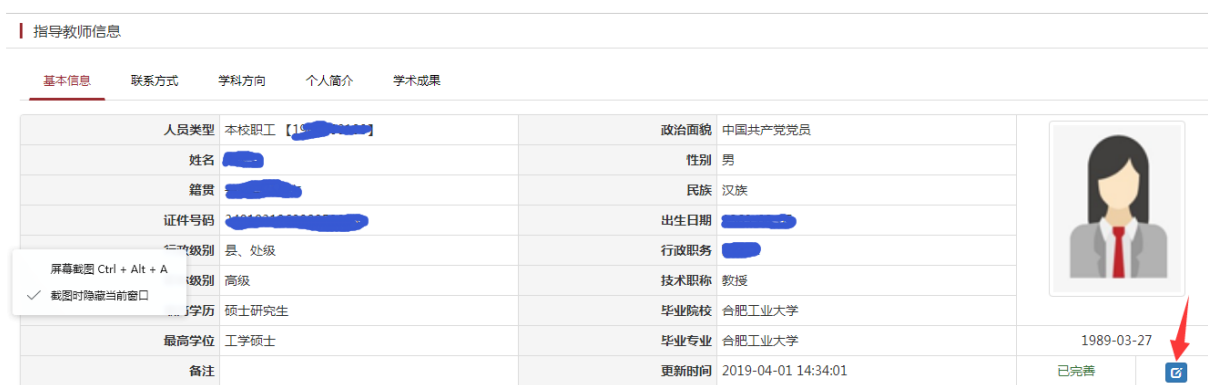 指导教师信息
基本信息 联系方式 学科方向 个人简介 学术成果
人员类型 本校职工 政治面貌 中国共产党党员
姓名 性别 男
籍贯 民族 汉族
证件号码 出生日期
行政级别 县、处级 行政职务
屏幕截图 Ctrl + Alt + A
级别 高级 技术职称 教授
截图时隐藏当前窗口
学历 硕士研究生 毕业院校 合肥工业大学
最高学位 工学硕士 毕业专业 合肥工业大学 1989-03-27
备注 更新时间 2019-04-01 14:34:01 已完善